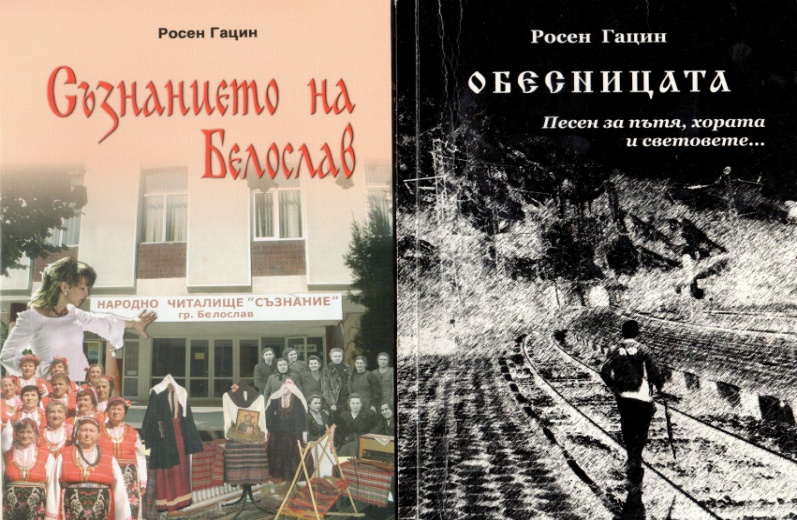 Росен Гацин
Съзнанието на
Белослав
НАРОДНО ЧИТАЛИЩЕ "СЪЗНАНИЕ"
гр. Белослав
Росен Гацин
ОБЕСНИЦАТА
Песен за пътя, хората
и световете...